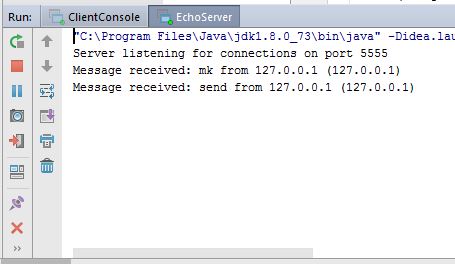 Run: ClientConsole EchoServer
"C:\Program Files\Java\jdk1.8.0_73\bin\java" -Didea.lau
Server listening for connections on port 5555
Message received: mk from 127.0.0.1 (127.0.0.1)
Message received: send from 127.0.0.1 (127.0.0.1)